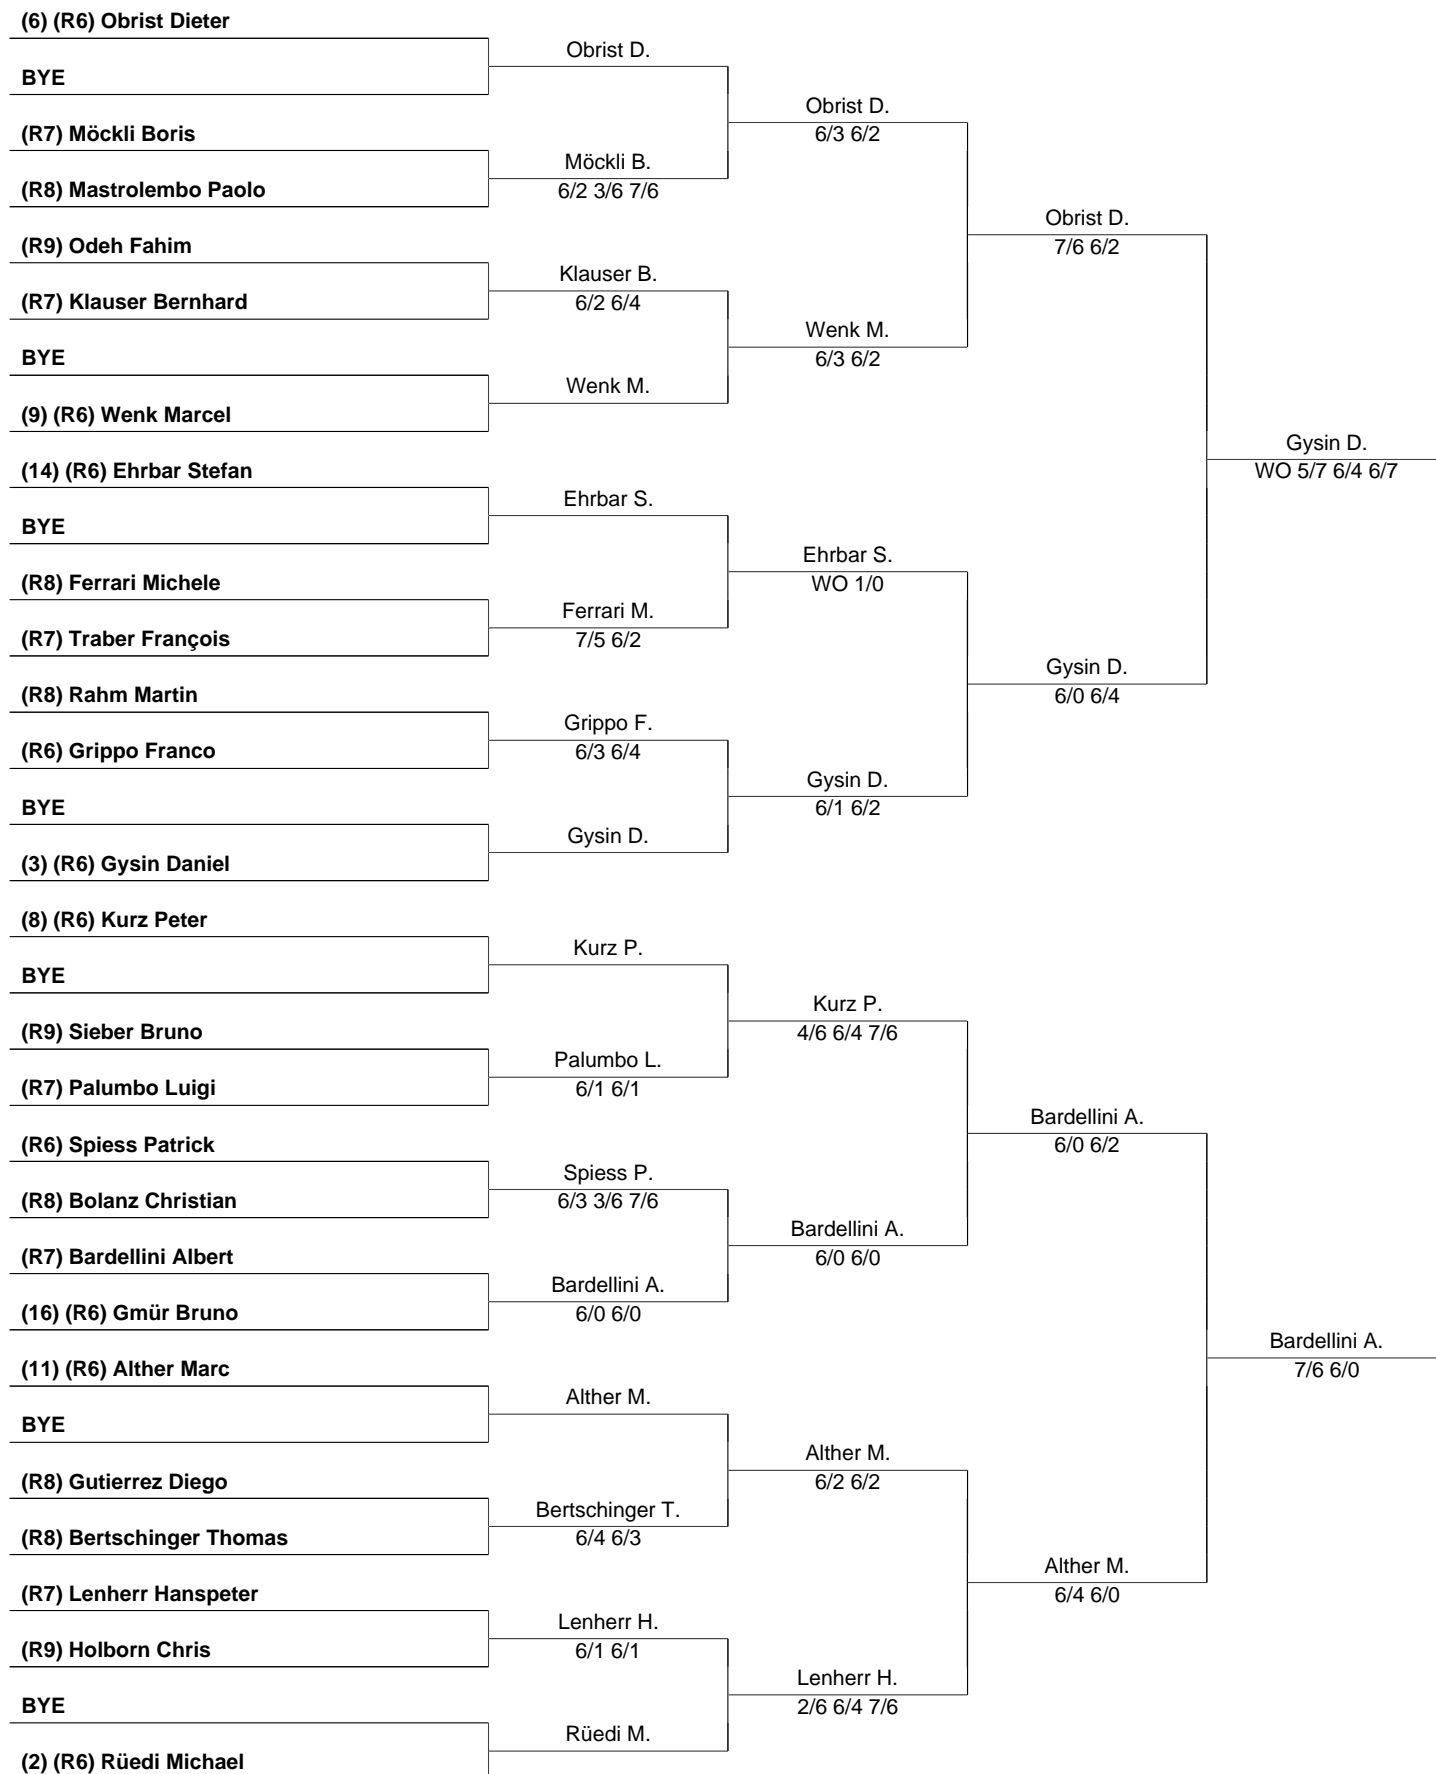 (6) (R6) Obrist Dieter
Obrist D.
BYE
Obrist D.
6/3 6/2
(R7) Möckli Boris
Möckli B.
6/2 3/6 7/6
(R8) Mastrolembo Paolo
Obrist D.
7/6 6/2
(R9) Odeh Fahim
Klauser B.
6/2 6/4
(R7) Klauser Bernhard
Wenk M.
6/3 6/2
BYE
Wenk M.
(9) (R6) Wenk Marcel
Gysin D.
WO 5/7 6/4 6/7
(14) (R6) Ehrbar Stefan
Ehrbar S.
BYE
Ehrbar S.
WO 1/0
(R8) Ferrari Michele
Ferrari M.
7/5 6/2
(R7) Traber François
Gysin D.
6/0 6/4
(R8) Rahm Martin
Grippo F.
6/3 6/4
(R6) Grippo Franco
Gysin D.
6/1 6/2
BYE
Gysin D.
(3) (R6) Gysin Daniel
(8) (R6) Kurz Peter
Kurz P.
BYE
Kurz P.
4/6 6/4 7/6
(R9) Sieber Bruno
Palumbo L.
6/1 6/1
(R7) Palumbo Luigi
Bardellini A.
6/0 6/2
(R6) Spiess Patrick
Spiess P.
6/3 3/6 7/6
(R8) Bolanz Christian
Bardellini A.
6/0 6/0
(R7) Bardellini Albert
Bardellini A.
6/0 6/0
(16) (R6) Gmür Bruno
Bardellini A.
7/6 6/0
(11) (R6) Alther Marc
Alther M.
BYE
Alther M.
6/2 6/2
(R8) Gutierrez Diego
Bertschinger T.
6/4 6/3
(R8) Bertschinger Thomas
Alther M.
6/4 6/0
(R7) Lenherr Hanspeter
Lenherr H.
6/1 6/1
(R9) Holborn Chris
Lenherr H.
2/6 6/4 7/6
BYE
Rüedi M.
(2) (R6) Rüedi Michael